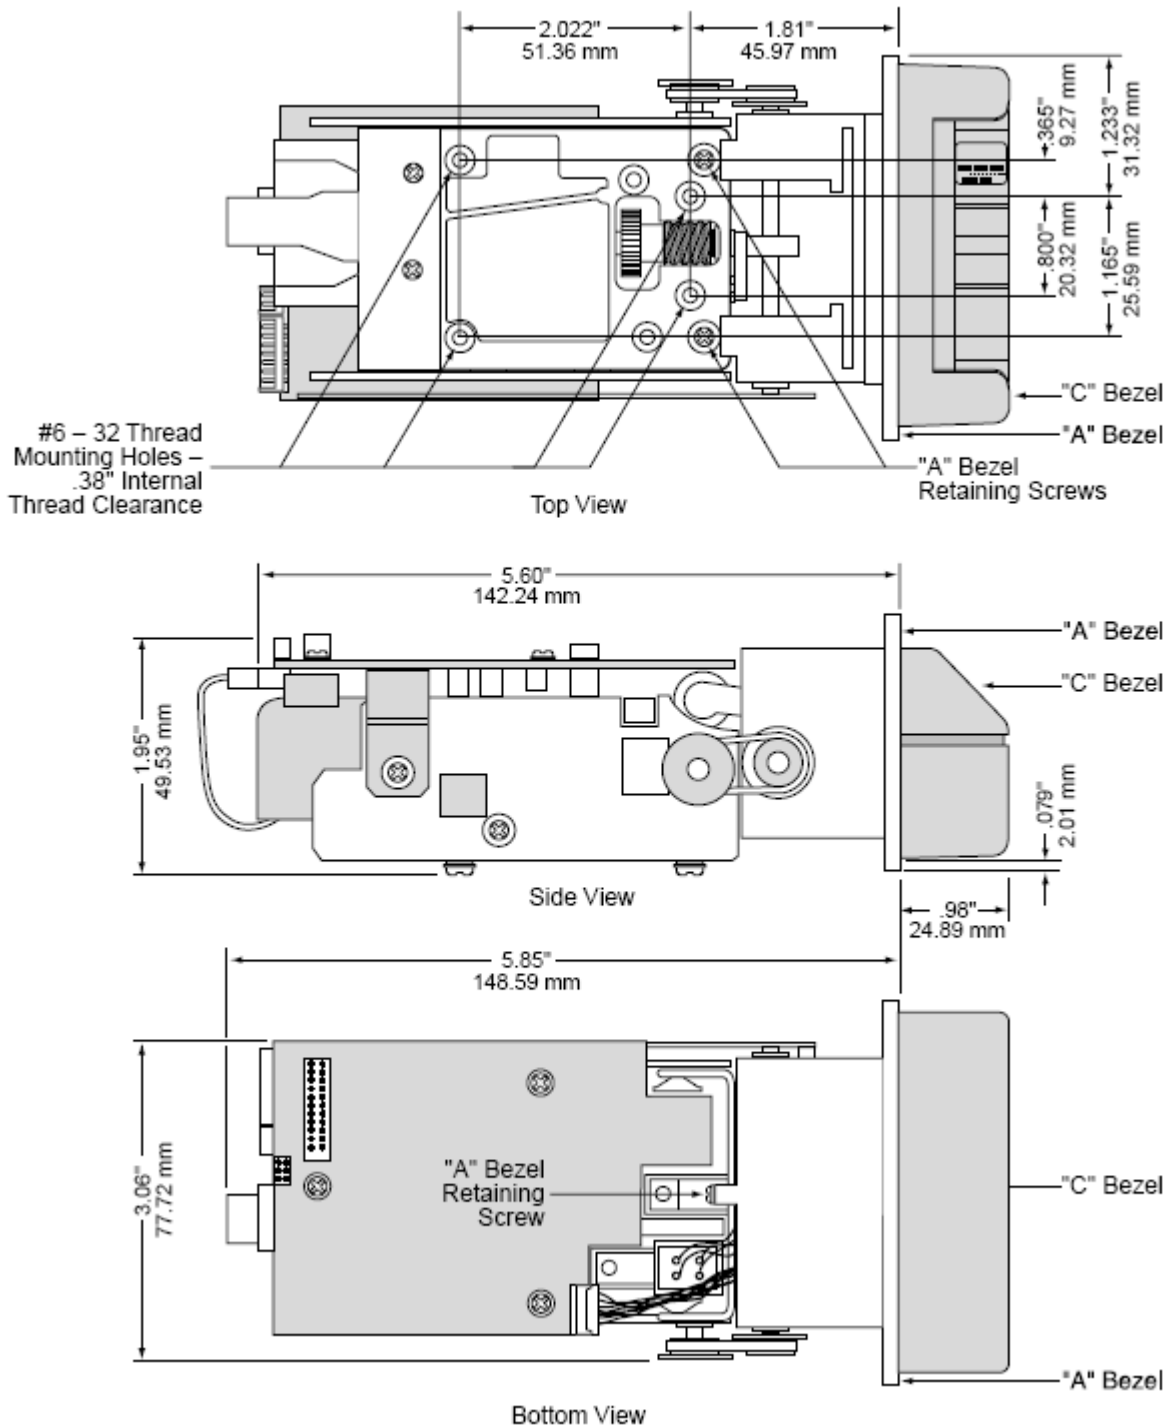 2.022"
51.36 mm
1.81"
45.97 mm
.365"
9.27 mm
1.233"
31.32 mm
.800"
20.32 mm
1.165"
25.59 mm
"C" Bezel
"A" Bezel
#6 – 32 Thread
Mounting Holes –
.38" Internal
Thread Clearance
"A" Bezel
Retaining Screws
Top View
5.60"
142.24 mm
"A" Bezel
"C" Bezel
1.95"
49.53 mm
.079"
2.01 mm
Side View
.98"
24.89 mm
5.85"
148.59 mm
3.06"
77.72 mm
"A" Bezel
Retaining
Screw
"C" Bezel
"A" Bezel
Bottom View